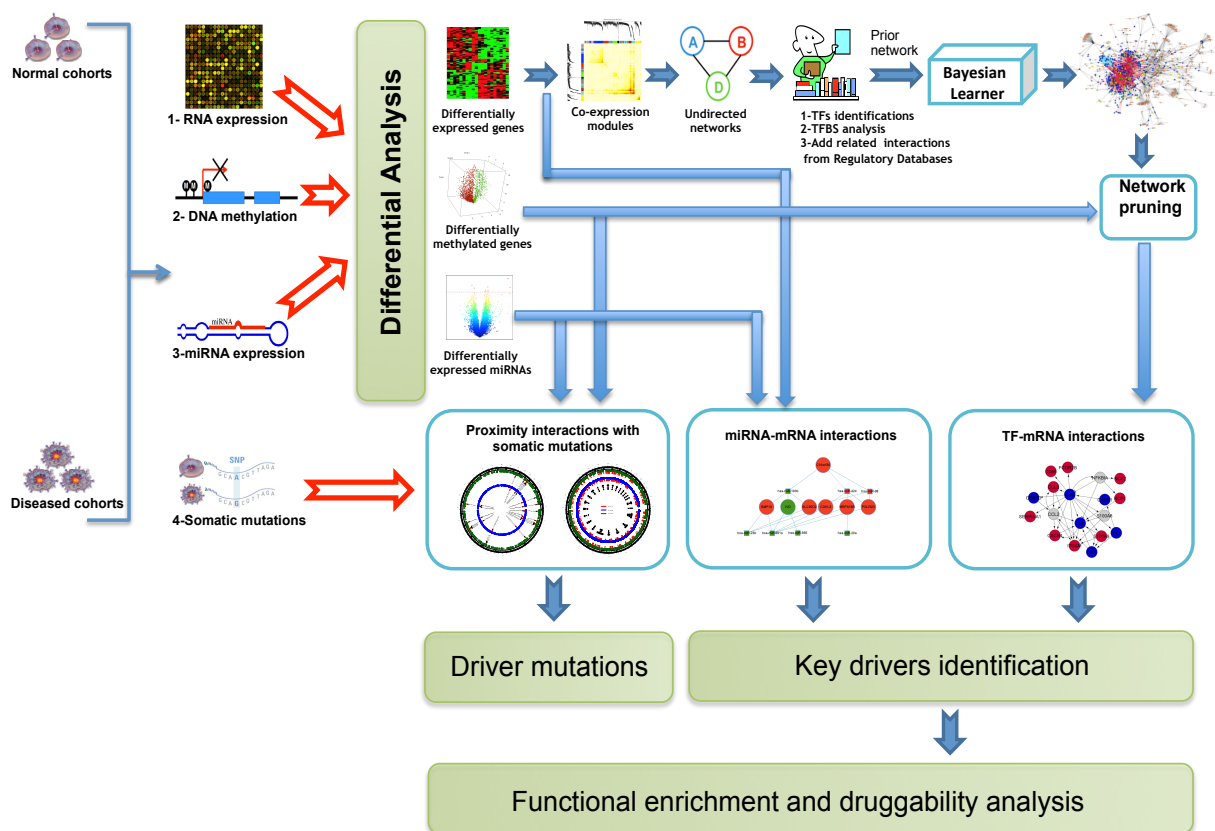 Normal cohorts
1- RNA expression
2- DNA methylation
miRNA
3-miRNA expression
Diseased cohorts
SNP
4-Somatic mutations
Differential Analysis
Differentially
expressed genes
Differentially
methylated genes
Differentially
expressed miRNAs
Co-expression
modules
A
B
D
Undirected
networks
Prior
network
1-TFs identifications
2-TFBS analysis
3-Add related interactions
from Regulatory Databases
Bayesian
Learner
Network
pruning
Proximity interactions with
somatic mutations
miRNA-mRNA interactions
TF-mRNA interactions
Driver mutations
Key drivers identification
Functional enrichment and druggability analysis